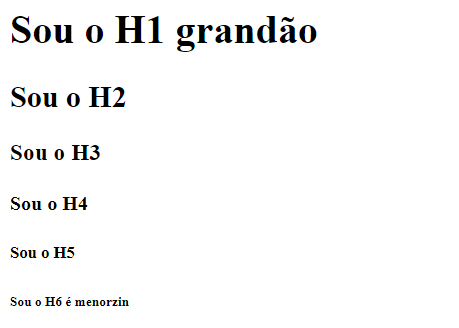 Sou o H1 grandão
Sou o H2
Sou o H3
Sou o H4
Sou o H5
Sou o H6 é menorzin